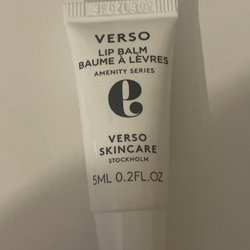 VERSO
LIP BALM
BAUME À LÈVRES
AMENITY SERIES
VERSO
SKINCARE
STOCKHOLM
5ML 0.2FL.OZ